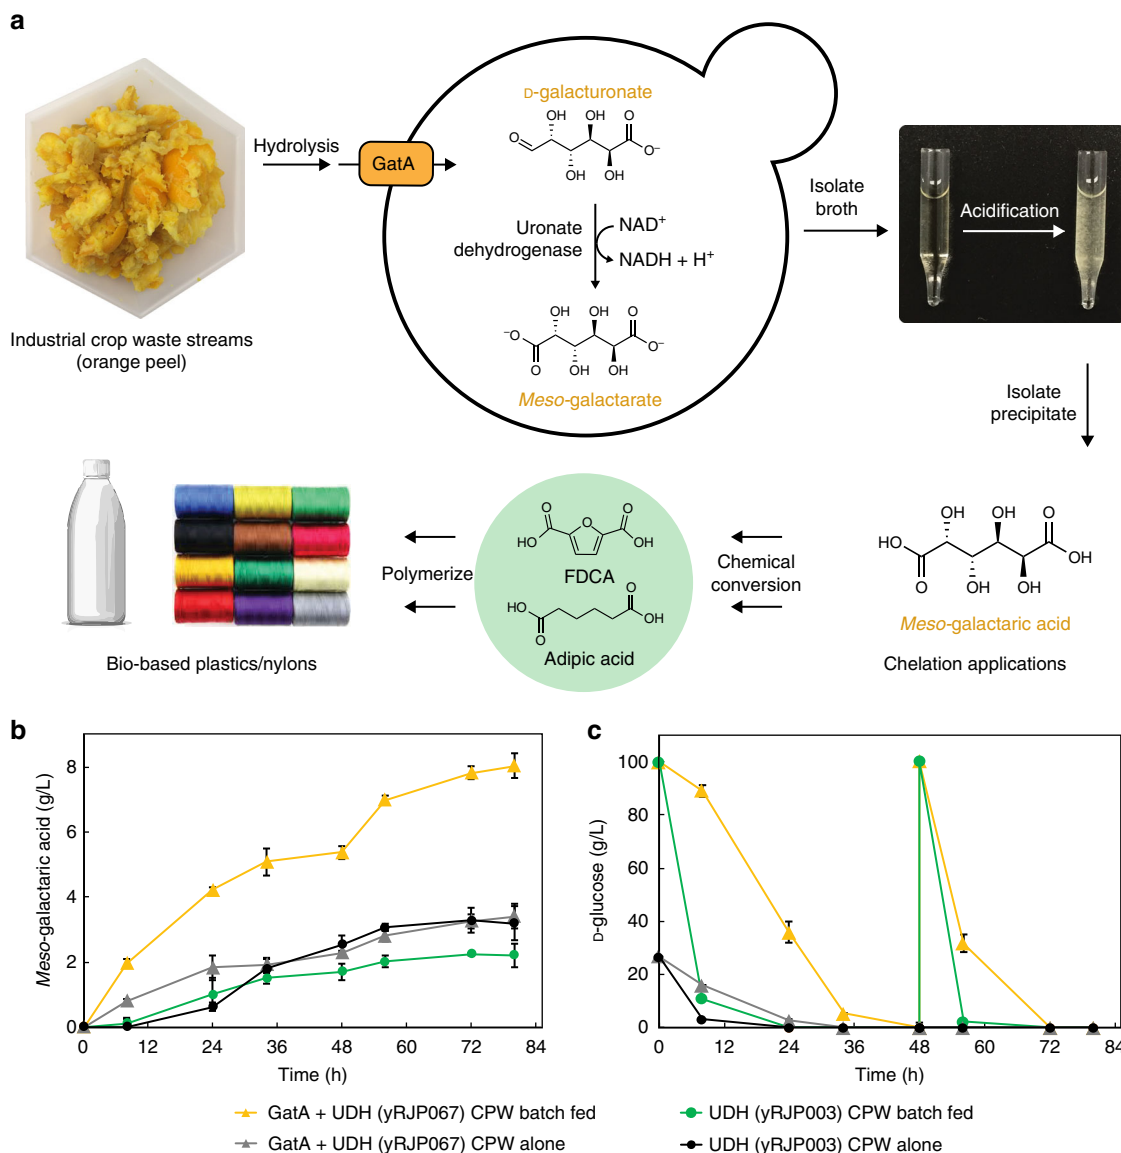 a
D-galacturonate
OH OH O
O O⁻
OH OH
Hydrolysis
GatA
Uronate
dehydrogenase
NAD⁺
NADH + H⁺
OH OH O
⁻O O⁻
O OH OH
Meso-galactarate
Isolate
broth
Acidification
Industrial crop waste streams
(orange peel)
Isolate
precipitate
OH OH O
HO OH
O OH OH
Meso-galactaric acid
Chelation applications
Chemical
conversion
O O O
HO OH
FDCA
O
HO OH
O
Adipic acid
Polymerize
Bio-based plastics/nylons
b
Meso-galactaric acid (g/L)
8
6
4
2
0
0 12 24 36 48 60 72 84
Time (h)
c
D-glucose (g/L)
100
80
60
40
20
0
0 12 24 36 48 60 72 84
Time (h)
GatA + UDH (yRJP067) CPW batch fed
UDH (yRJP003) CPW batch fed
GatA + UDH (yRJP067) CPW alone
UDH (yRJP003) CPW alone